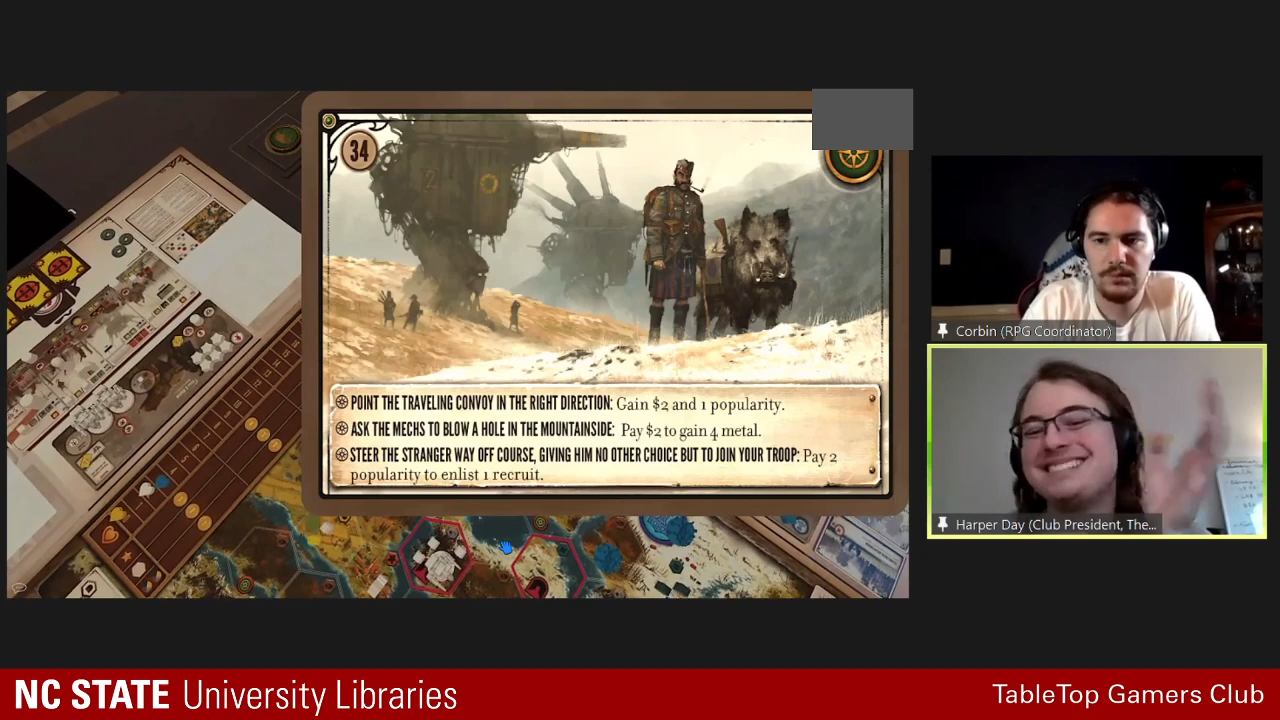 34
POINT THE TRAVELING CONVOY IN THE RIGHT DIRECTION: Gain $2 and 1 popularity.
ASK THE MECHS TO BLOW A HOLE IN THE MOUNTAINSIDE: Pay $2 to gain 4 metal.
STEER THE STRANGER WAY OFF COURSE, GIVING HIM NO OTHER CHOICE BUT TO JOIN YOUR TROOP: Pay 2
popularity to enlist 1 recruit.
Corbin (RPG Coordinator)
Harper Day (Club President, The...
NC STATE University Libraries
TableTop Gamers Club